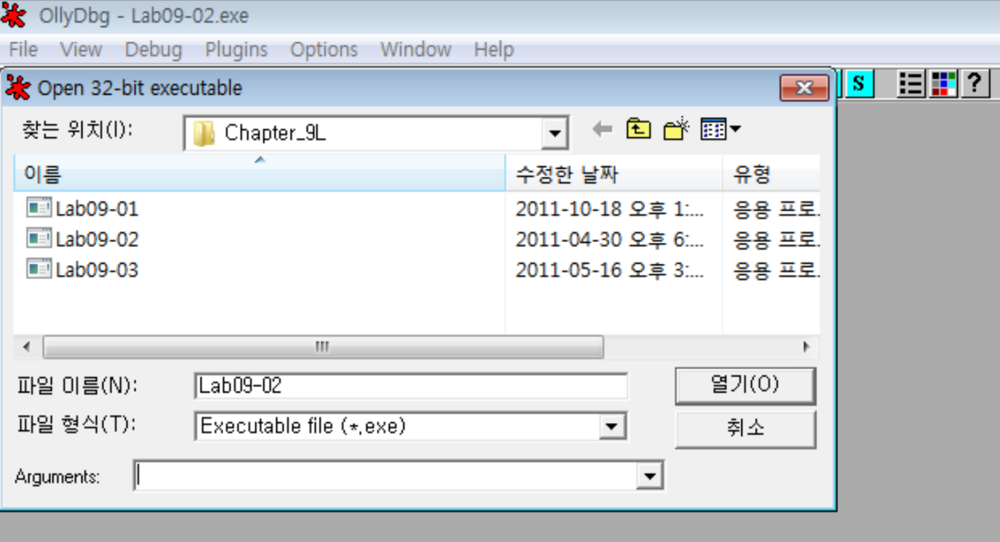 OllyDbg - Lab09-02.exe
File View Debug Plugins Options Window Help
Open 32-bit executable
S ?
찾는 위치(I): Chapter_9L
이름 수정한 날짜 유형
Lab09-01 2011-10-18 오후 1:... 응용 프로.
Lab09-02 2011-04-30 오후 6:... 응용 프로.
Lab09-03 2011-05-16 오후 3:... 응용 프로.
파일 이름(N): Lab09-02 열기(O)
파일 형식(T): Executable file (*.exe) 취소
Arguments: